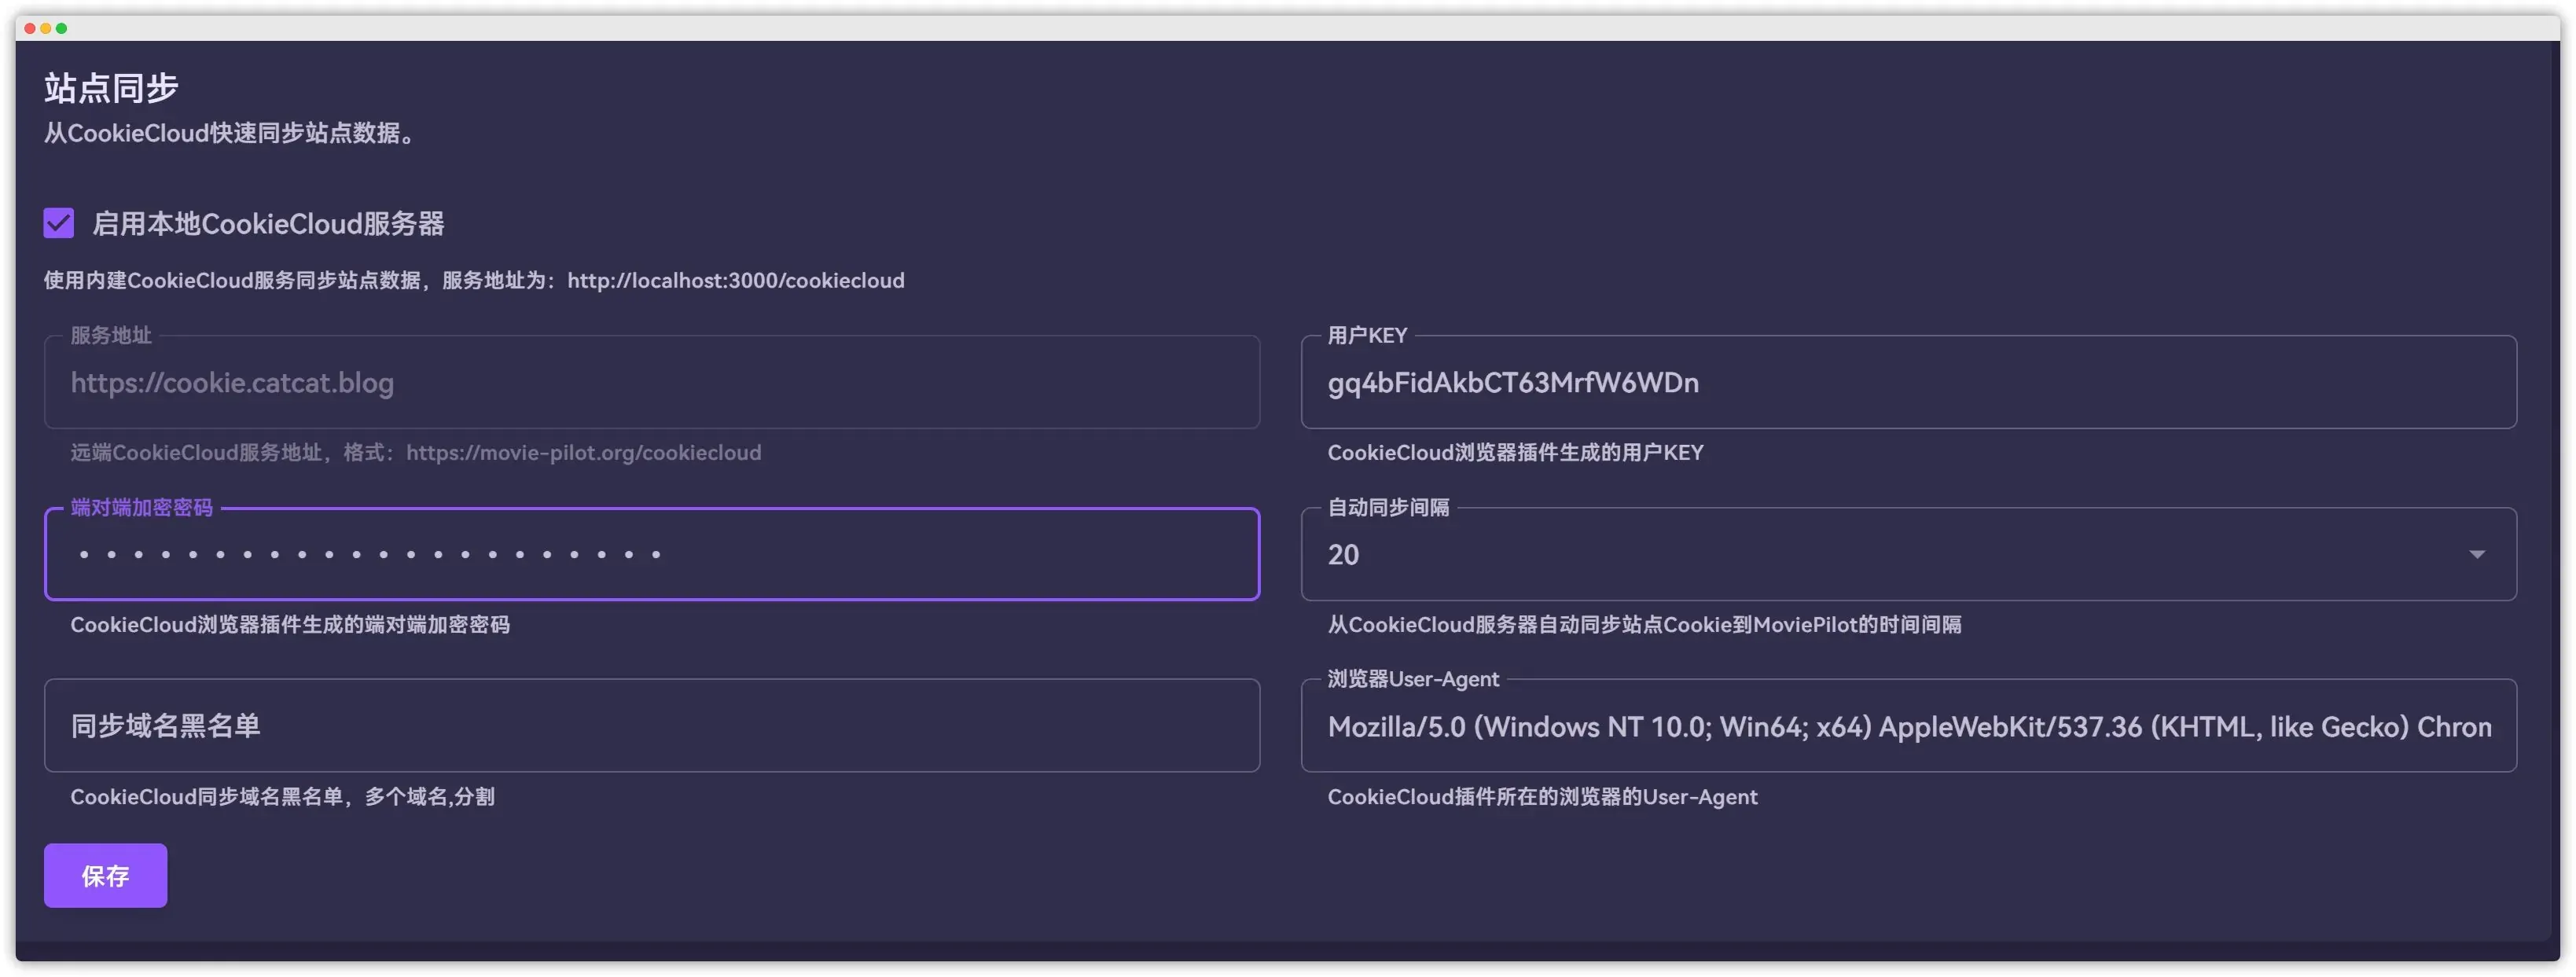 站点同步
从CookieCloud快速同步站点数据。
启用本地CookieCloud服务器
使用内建CookieCloud服务同步站点数据，服务地址为：http://localhost:3000/cookiecloud
服务地址
https://cookie.catcat.blog
远端CookieCloud服务地址，格式：https://movie-pilot.org/cookiecloud
用户KEY
gq4bFidAkbCT63MrfW6WDn
CookieCloud浏览器插件生成的用户KEY
端对端加密密码
••••••••••••••••••••••
CookieCloud浏览器插件生成的端对端加密密码
自动同步间隔
20
从CookieCloud服务器自动同步站点Cookie到MoviePilot的时间间隔
同步域名黑名单
CookieCloud同步域名黑名单，多个域名,分割
浏览器User-Agent
Mozilla/5.0 (Windows NT 10.0; Win64; x64) AppleWebKit/537.36 (KHTML, like Gecko) Chrom
CookieCloud插件所在的浏览器的User-Agent
保存